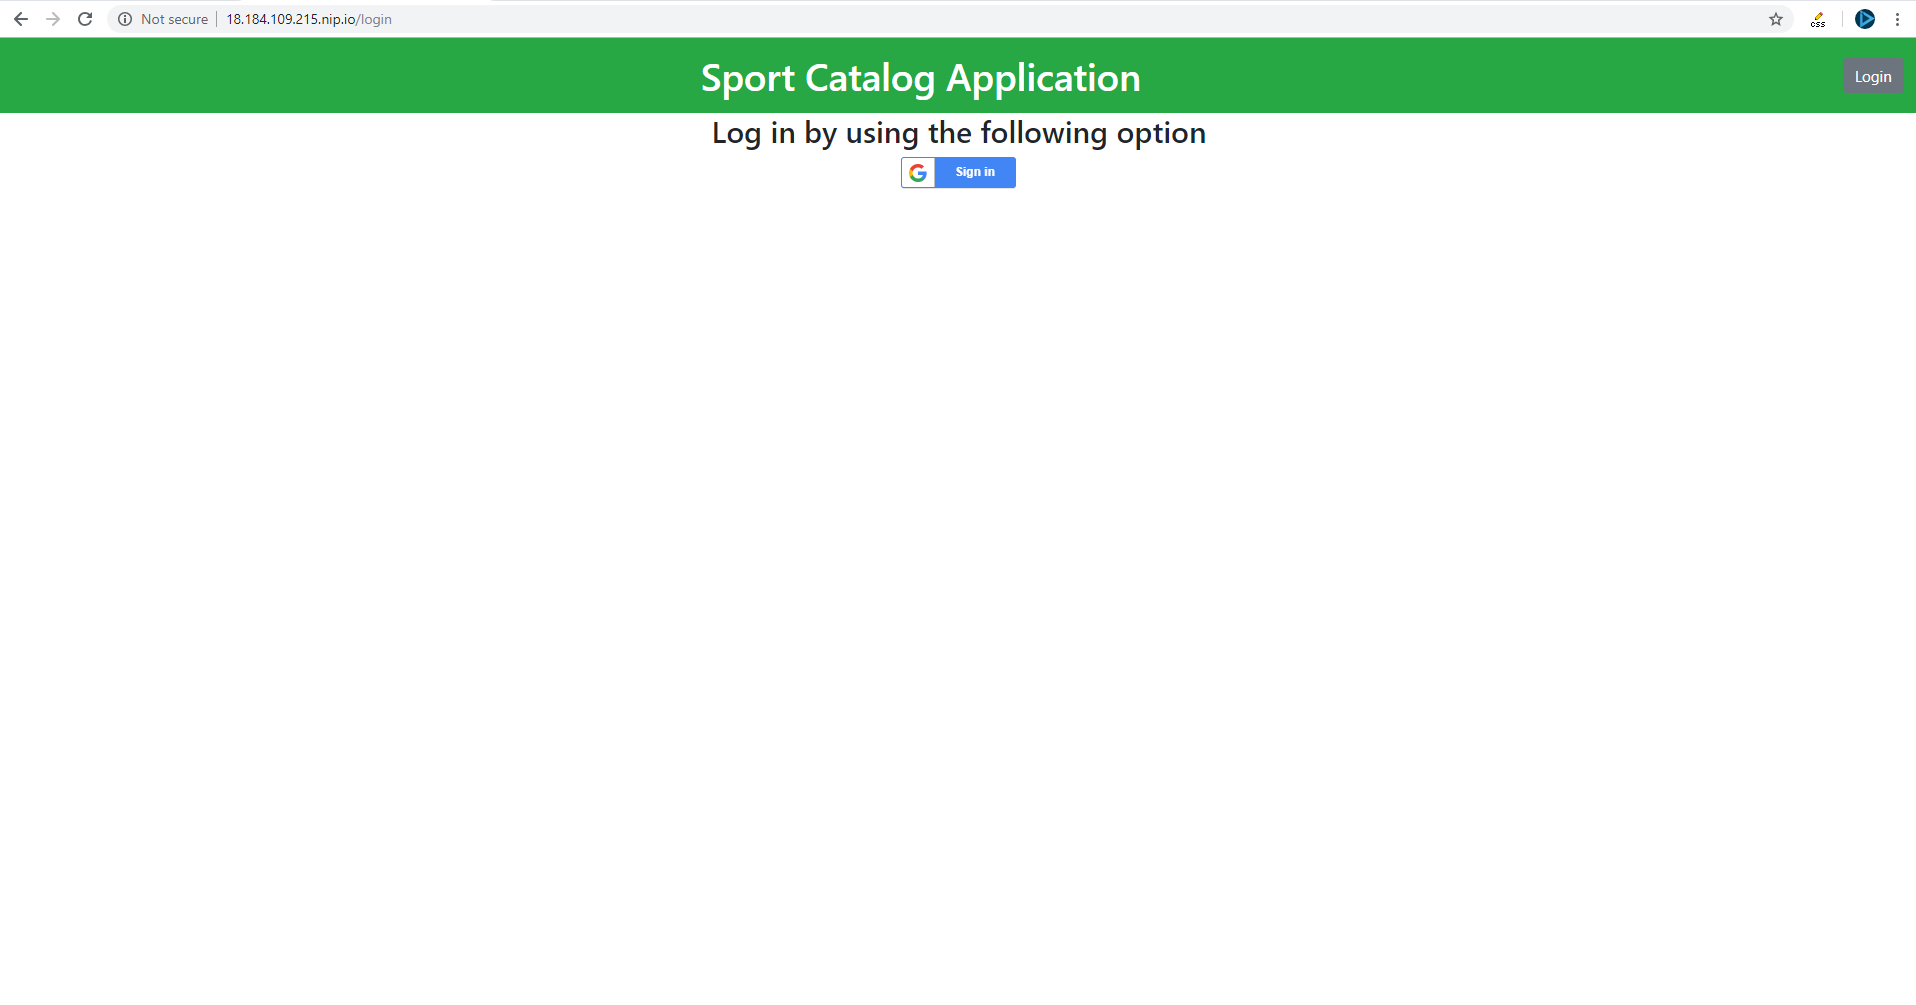 Not secure 18.184.109.215.nip.io/login
css
Sport Catalog Application
Login
Log in by using the following option
G Sign in